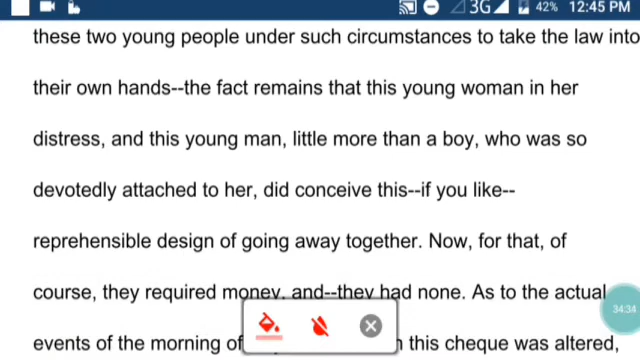 3G 42% 12:45 PM
these two young people under such circumstances to take the law into
their own hands--the fact remains that this young woman in her
distress, and this young man, little more than a boy, who was so
devotedly attached to her, did conceive this--if you like--
reprehensible design of going away together. Now, for that, of
course, they required money, and--they had none. As to the actual
34:34
events of the morning of this cheque was altered,